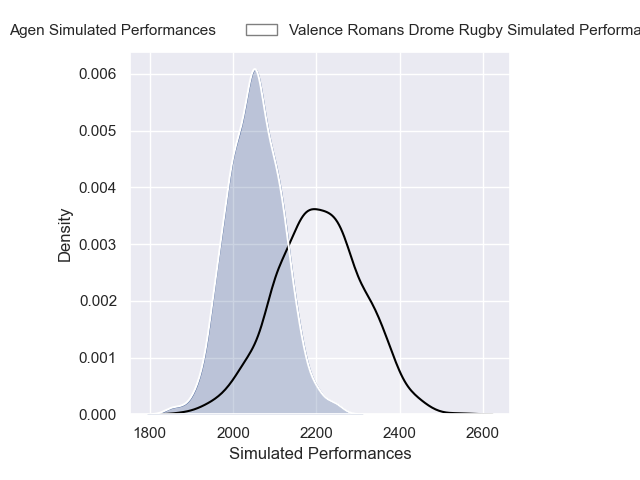 Agen Simulated Performances
Valence Romans Drome Rugby Simulated Performa
0.006
0.005
0.004
0.003
0.002
0.001
0.000
Density
1800 2000 2200 2400 2600
Simulated Performances